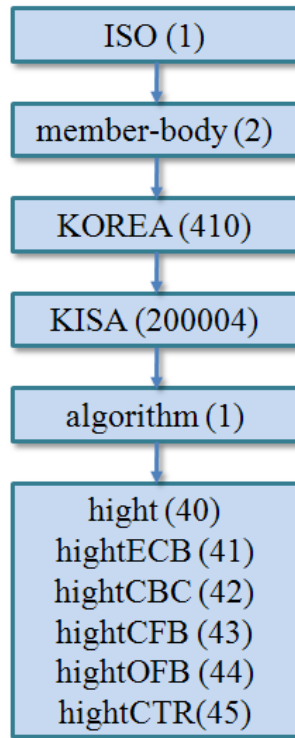 ISO (1)
member-body (2)
KOREA (410)
KISA (200004)
algorithm (1)
hight (40)
hightECB (41)
hightCBC (42)
hightCFB (43)
hightOFB (44)
hightCTR(45)